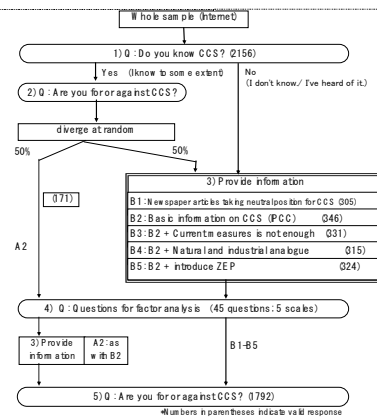 Whole sample (Internet)
1) Q: Do you know CCS? (2156)
Yes (I know to some extent)
No
(I don't know./ I've heard of it.)
2) Q: Are you for or against CCS?
diverge at random
50%
50%
3) Provide information
B1: Newspaper articles taking neutral position for CCS (305)
B2: Basic information on CCS (IPCC) (346)
B3: B2 + Current measures is not enough (331)
B4: B2 + Natural and industrial analogue (315)
B5: B2 + introduce ZEP (324)
(171)
A2
4) Q: Questions for factor analysis (45 questions; 5 scales)
3) Provide information
A2: as with B2
B1-B5
5) Q: Are you for or against CCS? (1792)
*Numbers in parentheses indicate valid response